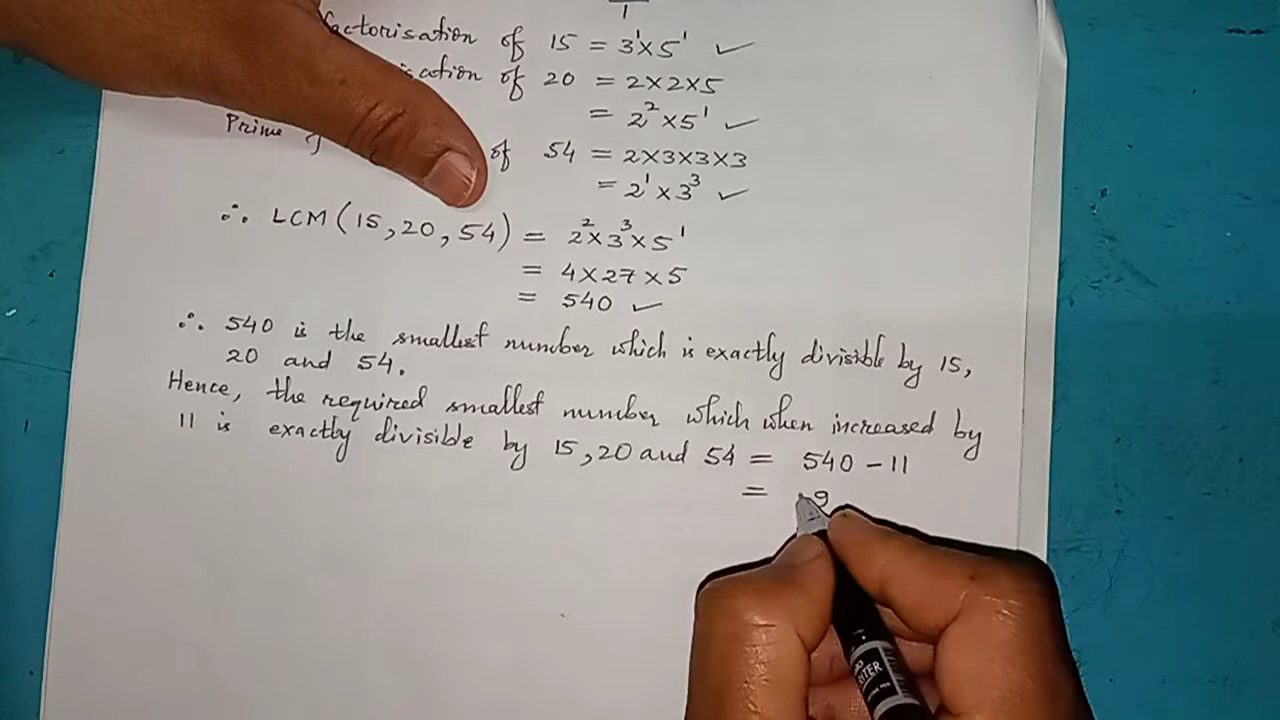 1
factorisation of 15 = 3¹×5¹ ✓
isation of 20 = 2×2×5
= 2²×5¹ ✓
Prime f of 54 = 2×3×3×3
= 2¹×3³ ✓
∴ LCM (15,20,54) = 2²×3³×5¹
= 4×27×5
= 540 ✓
∴ 540 is the smallest number which is exactly divisible by 15,
20 and 54.
Hence, the required smallest number which when increased by
11 is exactly divisible by 15,20 and 54 = 540 - 11
= 9
RITER